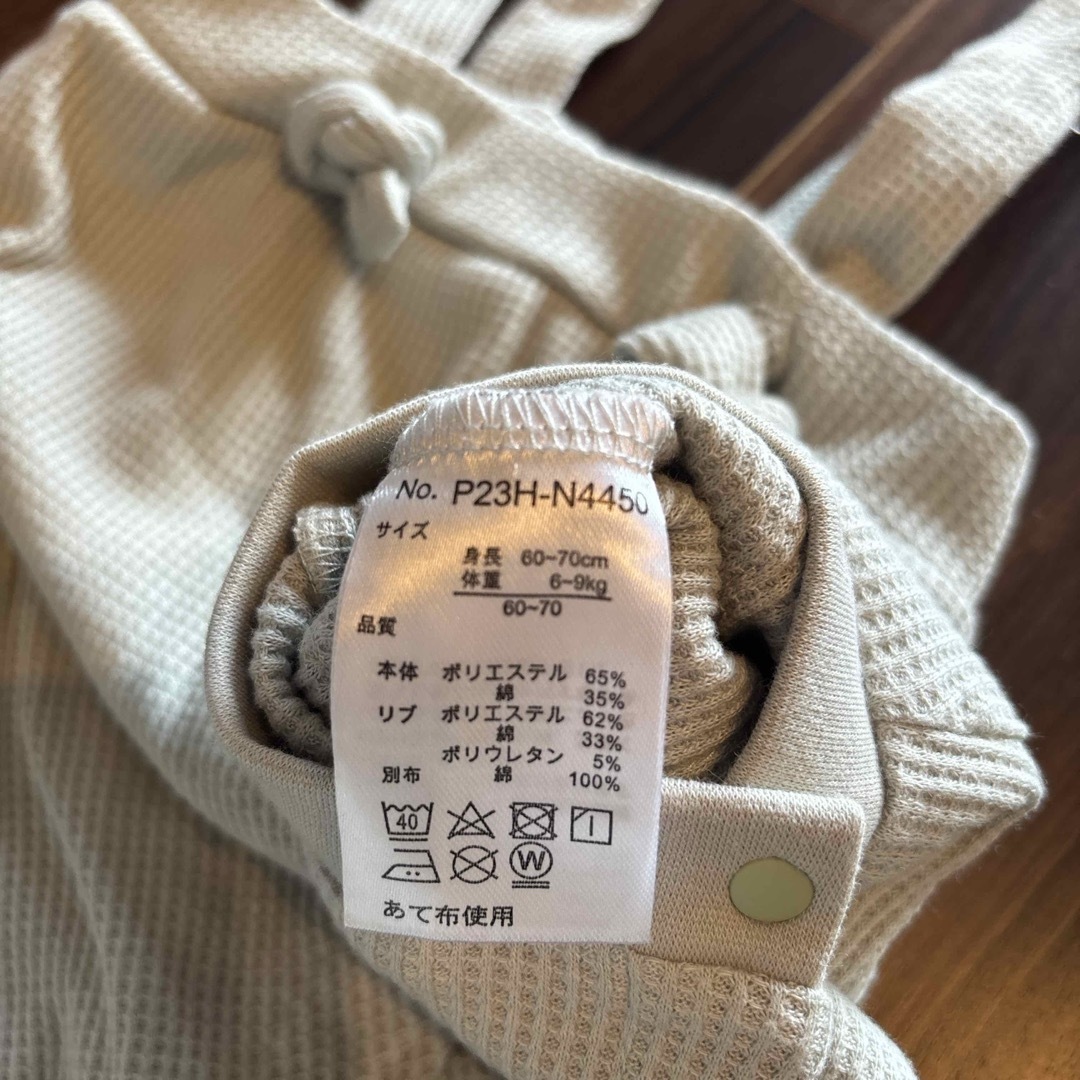 No. P23H-N4450
サイズ
身長 60~70cm
体重 6~9kg
60~70
品質
本体 ポリエステル 65%
綿 35%
リブ ポリエステル 62%
綿 33%
ポリウレタン 5%
別布 綿 100%
40
W
あて布使用